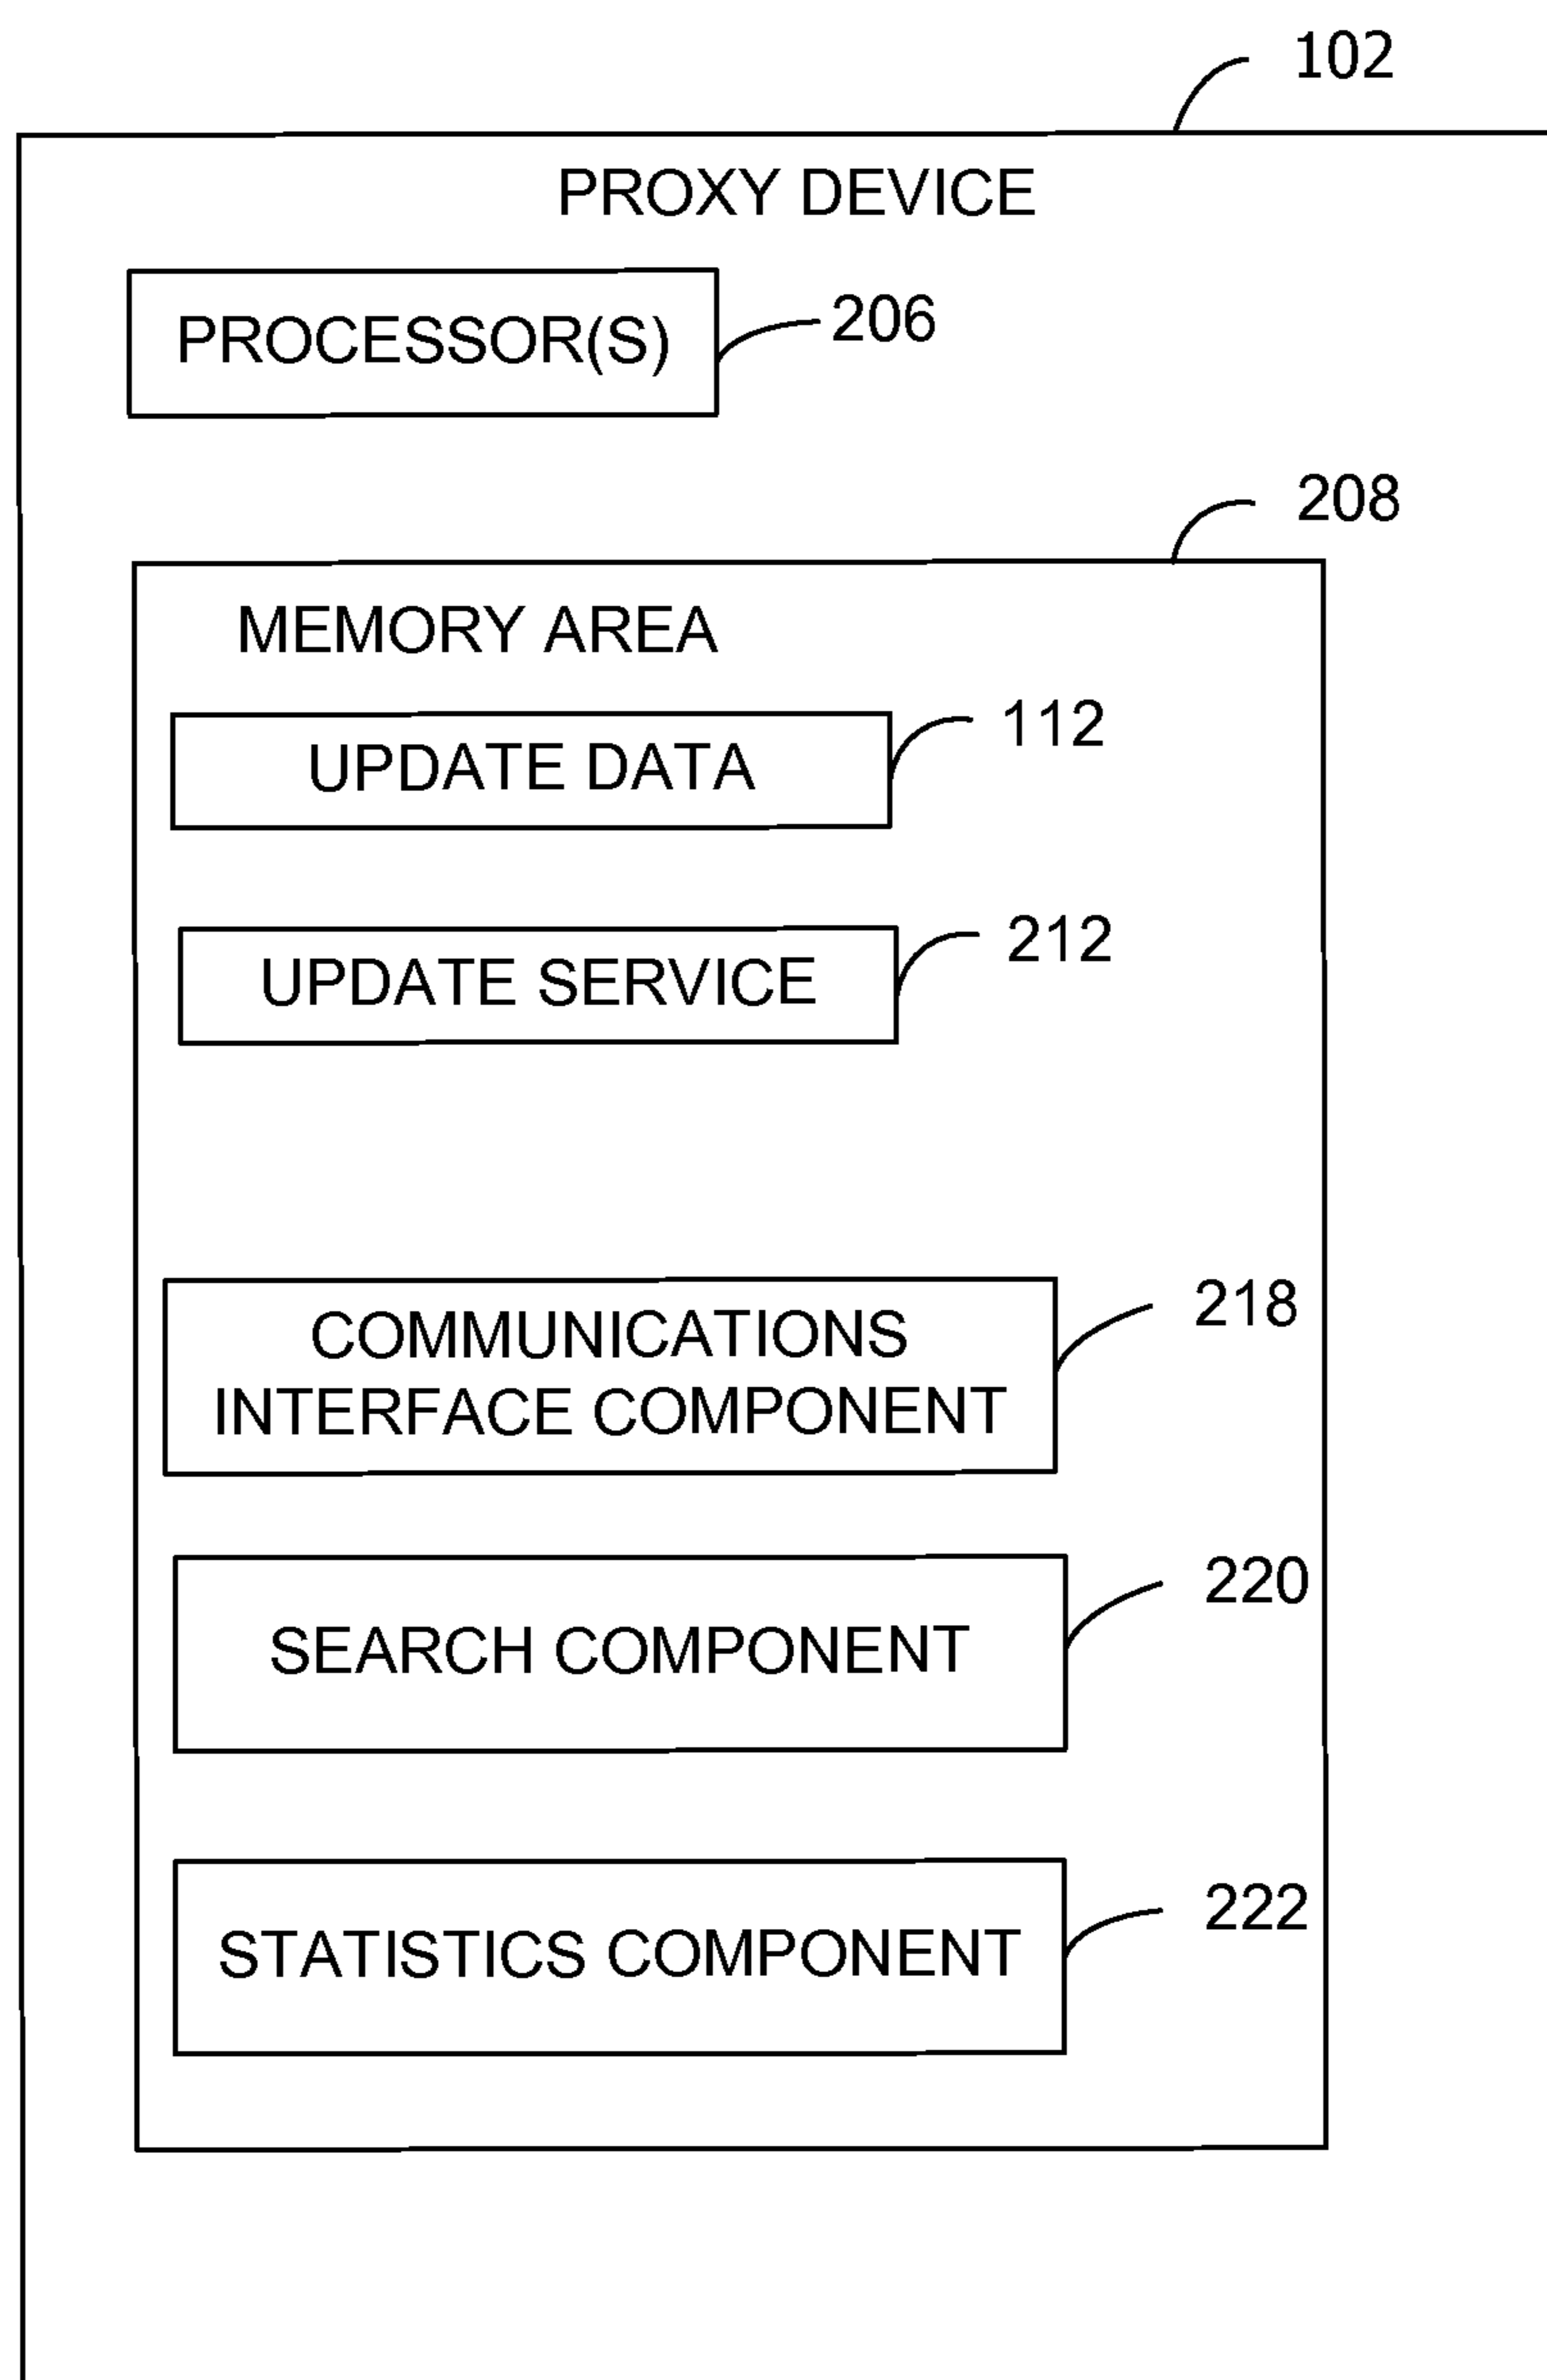 102
PROXY DEVICE
PROCESSOR(S)
206
208
MEMORY AREA
UPDATE DATA
112
UPDATE SERVICE
212
COMMUNICATIONS
INTERFACE COMPONENT
218
SEARCH COMPONENT
220
STATISTICS COMPONENT
222